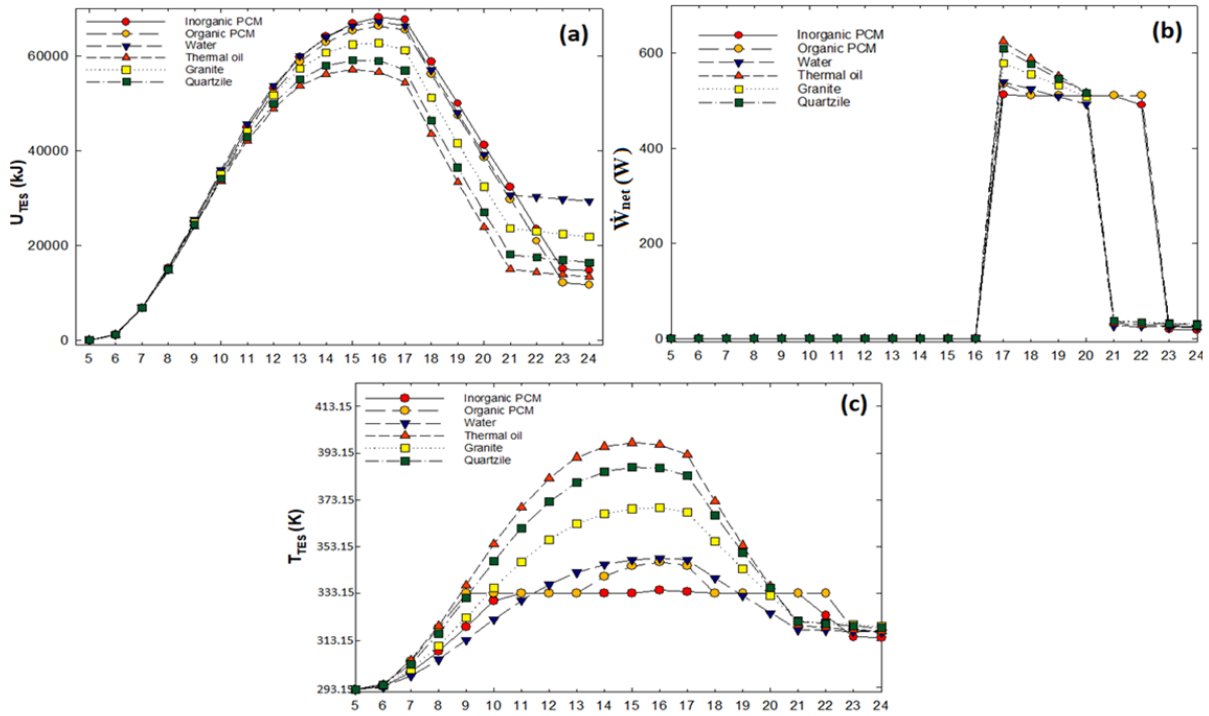 (a)
Inorganic PCM
Organic PCM
Water
Thermal oil
Granite
Quartzile
U_TES (kJ)
60000
40000
20000
0
5 6 7 8 9 10 11 12 13 14 15 16 17 18 19 20 21 22 23 24
(b)
Inorganic PCM
Organic PCM
Water
Thermal oil
Granite
Quartzile
Ẇ_net (W)
600
400
200
0
5 6 7 8 9 10 11 12 13 14 15 16 17 18 19 20 21 22 23 24
(c)
Inorganic PCM
Organic PCM
Water
Thermal oil
Granite
Quartzile
T_TES (K)
413.15
393.15
373.15
353.15
333.15
313.15
293.15
5 6 7 8 9 10 11 12 13 14 15 16 17 18 19 20 21 22 23 24